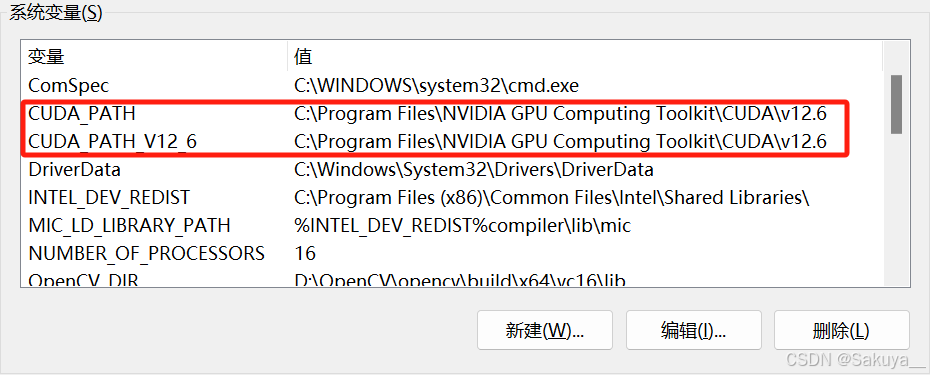 系统变量(S)
变量 值
ComSpec C:\WINDOWS\system32\cmd.exe
CUDA_PATH C:\Program Files\NVIDIA GPU Computing Toolkit\CUDA\v12.6
CUDA_PATH_V12_6 C:\Program Files\NVIDIA GPU Computing Toolkit\CUDA\v12.6
DriverData C:\Windows\System32\Drivers\DriverData
INTEL_DEV_REDIST C:\Program Files (x86)\Common Files\Intel\Shared Libraries\
MIC_LD_LIBRARY_PATH %INTEL_DEV_REDIST%compiler\lib\mic
NUMBER_OF_PROCESSORS 16
OpenCV_DIR D:\OpenCV\opencv\build\x64\vc16\lib
新建(W)... 编辑(I)... 删除(L)
CSDN @Sakuya__